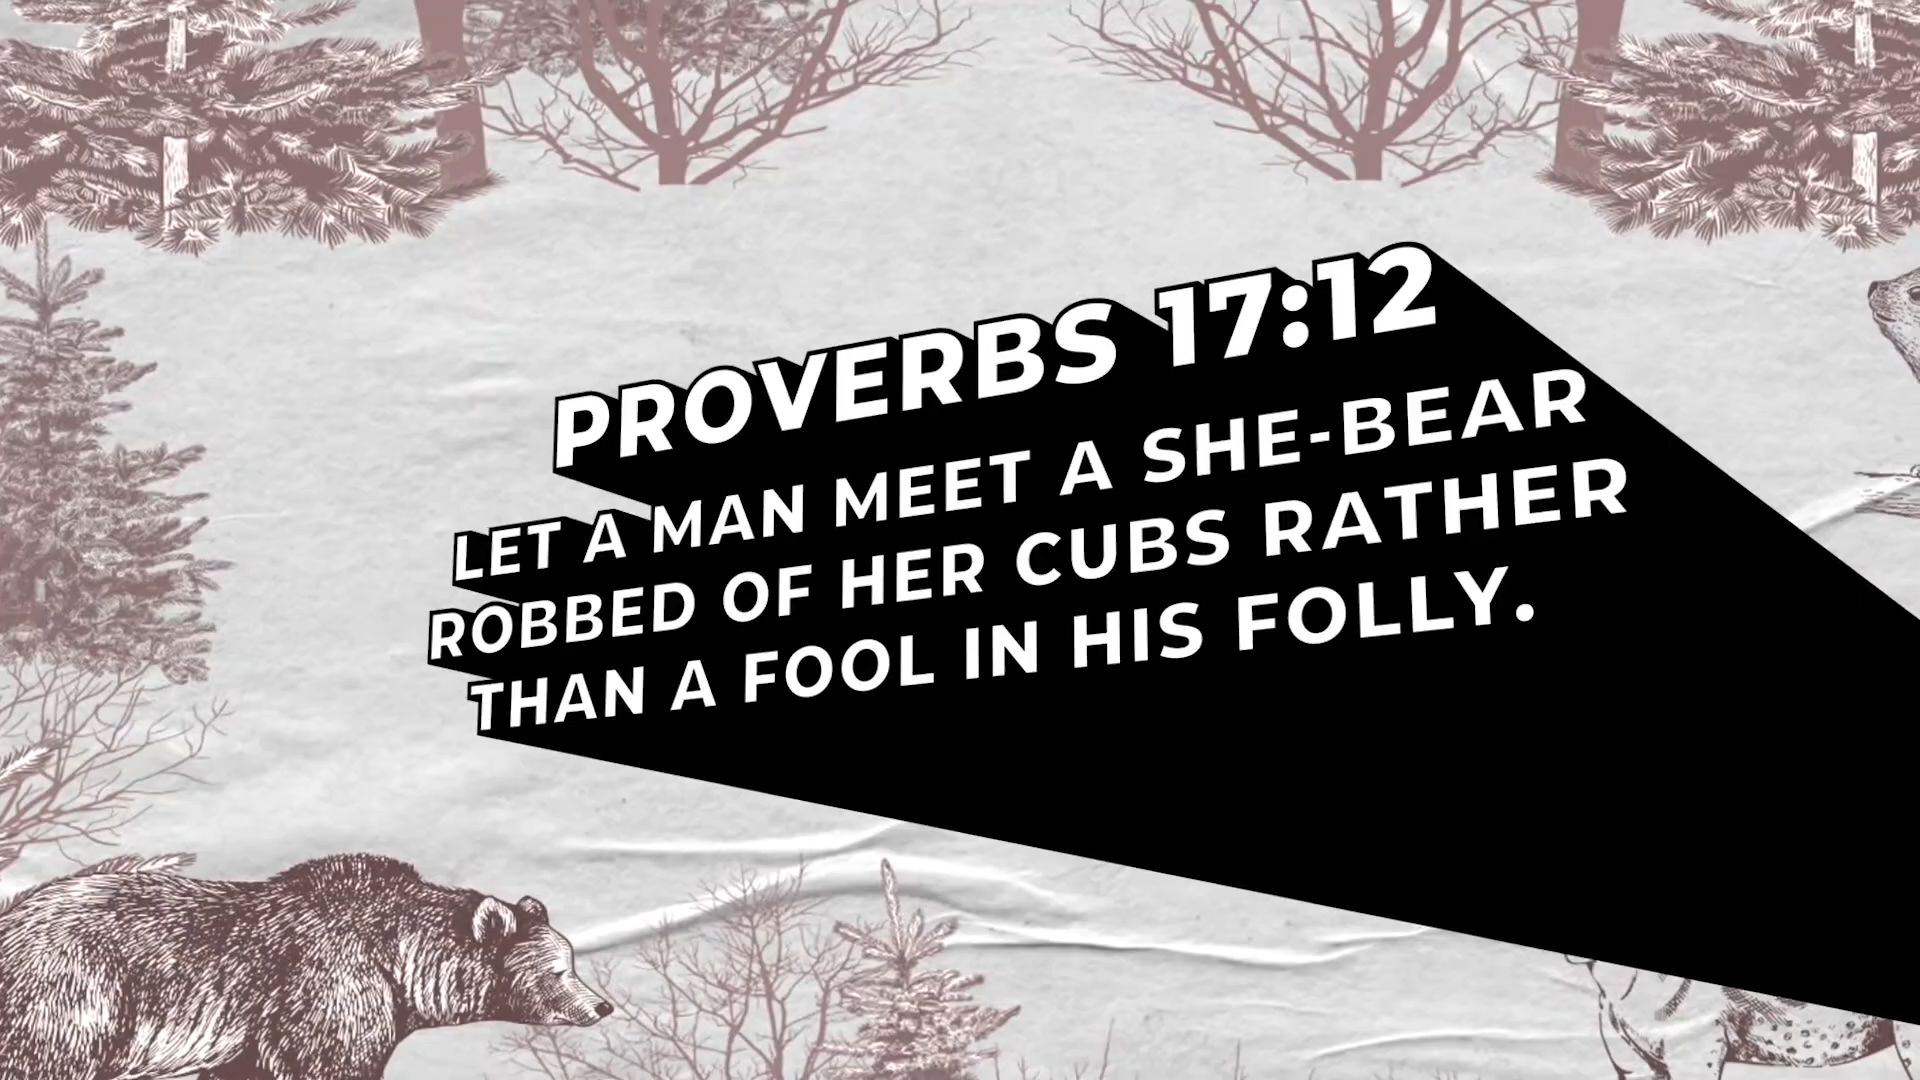 PROVERBS 17:12
LET A MAN MEET A SHE-BEAR
ROBBED OF HER CUBS RATHER
THAN A FOOL IN HIS FOLLY.